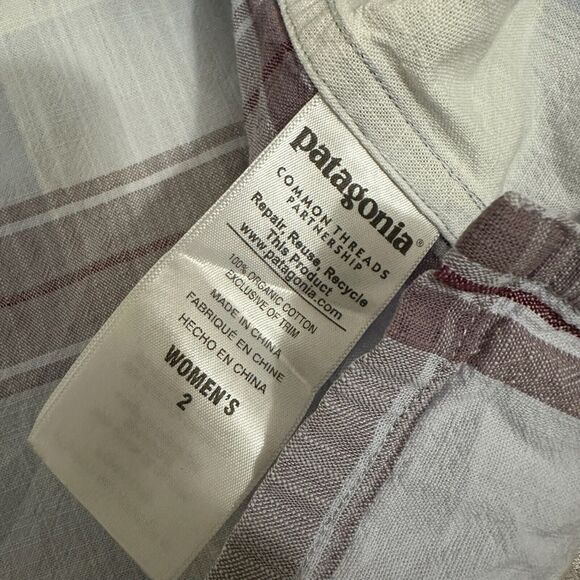 patagonia®
COMMON THREADS
PARTNERSHIP
Repair, Reuse, Recycle
This Product
www.patagonia.com
100% ORGANIC COTTON
EXCLUSIVE OF TRIM
MADE IN CHINA
FABRIQUÉ EN CHINE
HECHO EN CHINA
WOMEN'S
2